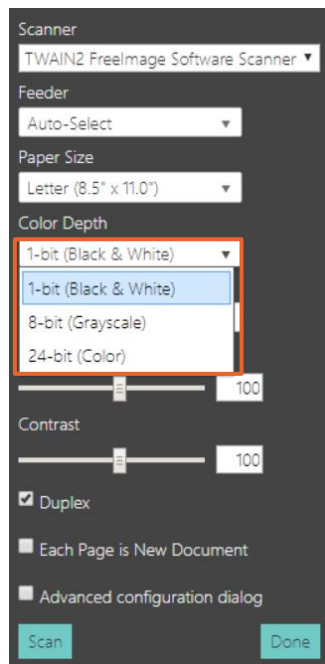 Scanner
TWAIN2 FreeImage Software Scanner
Feeder
Auto-Select
Paper Size
Letter (8.5" x 11.0")
Color Depth
1-bit (Black & White)
1-bit (Black & White)
8-bit (Grayscale)
24-bit (Color)
100
Contrast
100
Duplex
Each Page is New Document
Advanced configuration dialog
Scan Done